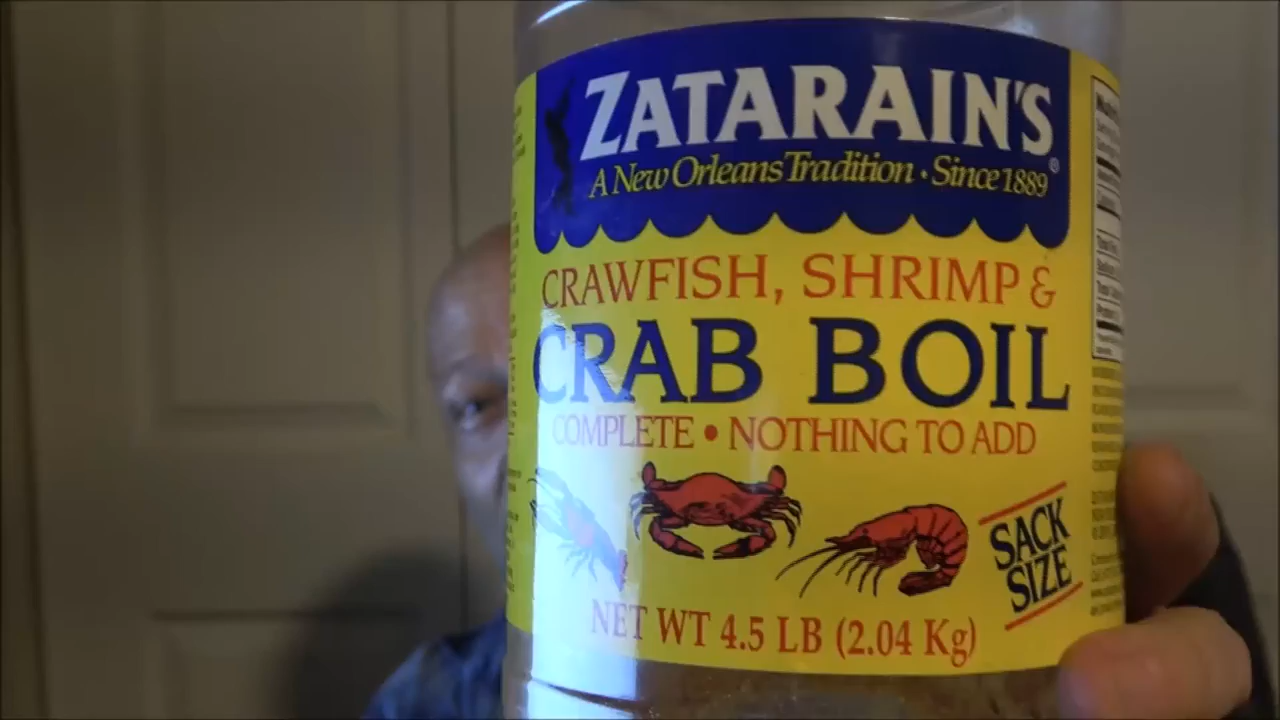 ZATARAIN'S®
A New Orleans Tradition • Since 1889
CRAWFISH, SHRIMP &
CRAB BOIL
COMPLETE • NOTHING TO ADD
SACK
SIZE
NET WT 4.5 LB (2.04 Kg)